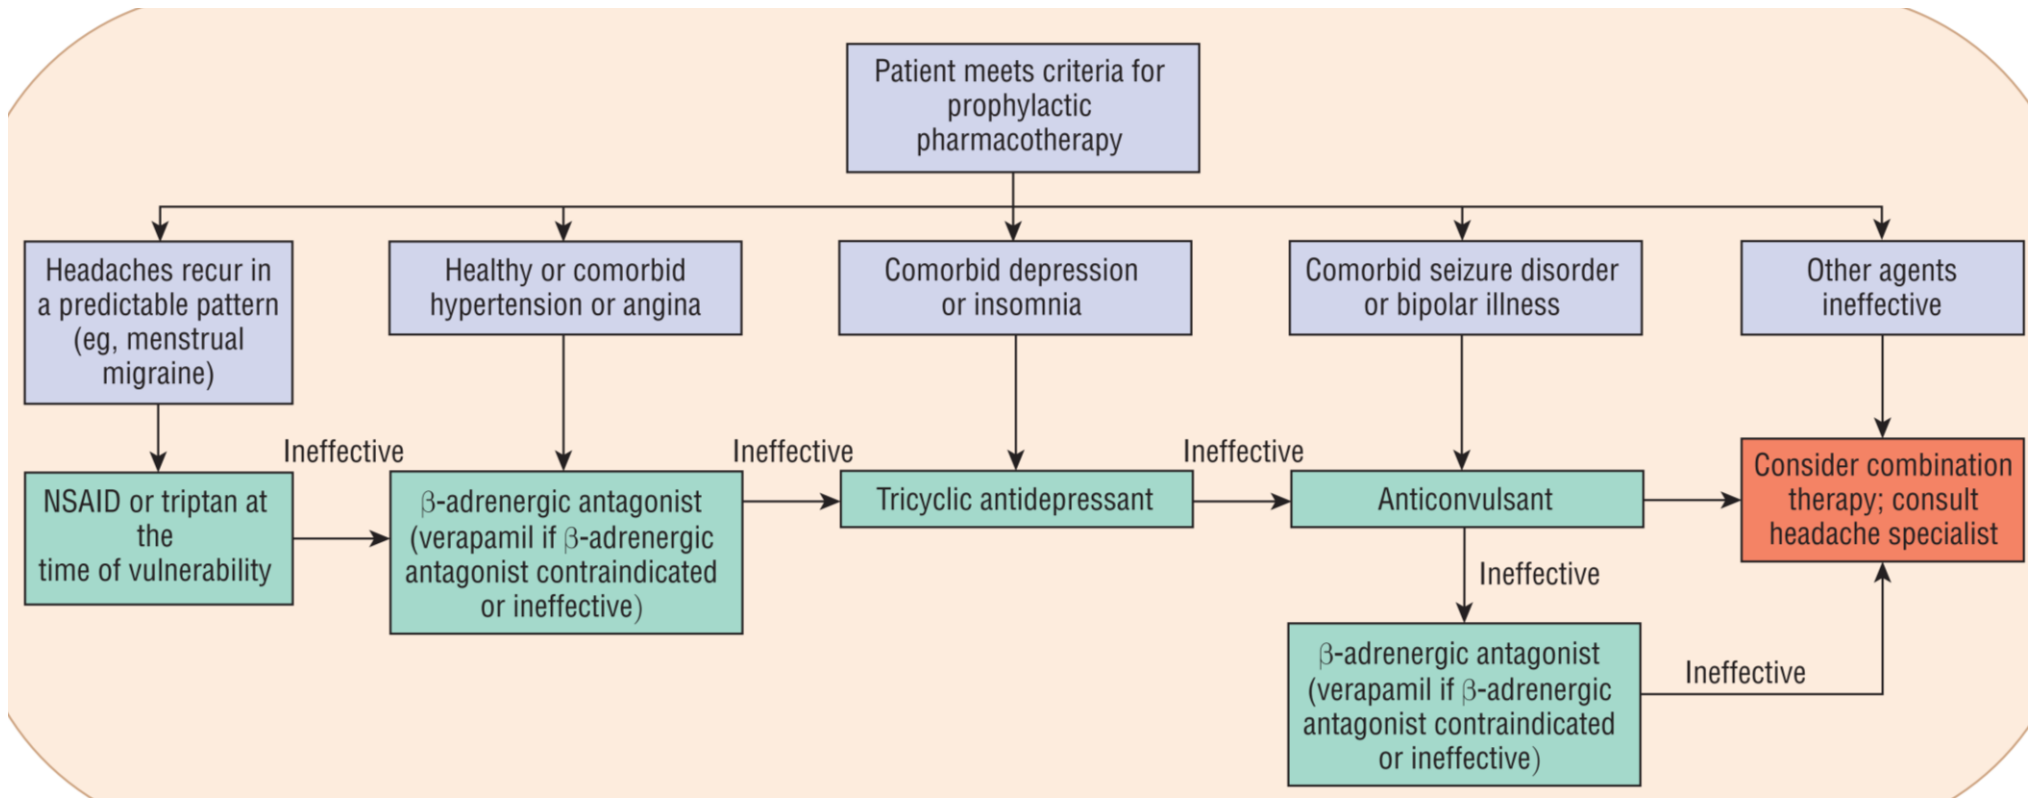 Patient meets criteria for
prophylactic
pharmacotherapy
Headaches recur in
a predictable pattern
(eg, menstrual
migraine)
Healthy or comorbid
hypertension or angina
Comorbid depression
or insomnia
Comorbid seizure disorder
or bipolar illness
Other agents
ineffective
NSAID or triptan at
the
time of vulnerability
Ineffective
β-adrenergic antagonist
(verapamil if β-adrenergic
antagonist contraindicated
or ineffective)
Ineffective
Tricyclic antidepressant
Ineffective
Anticonvulsant
Consider combination
therapy; consult
headache specialist
Ineffective
β-adrenergic antagonist
(verapamil if β-adrenergic
antagonist contraindicated
or ineffective)
Ineffective